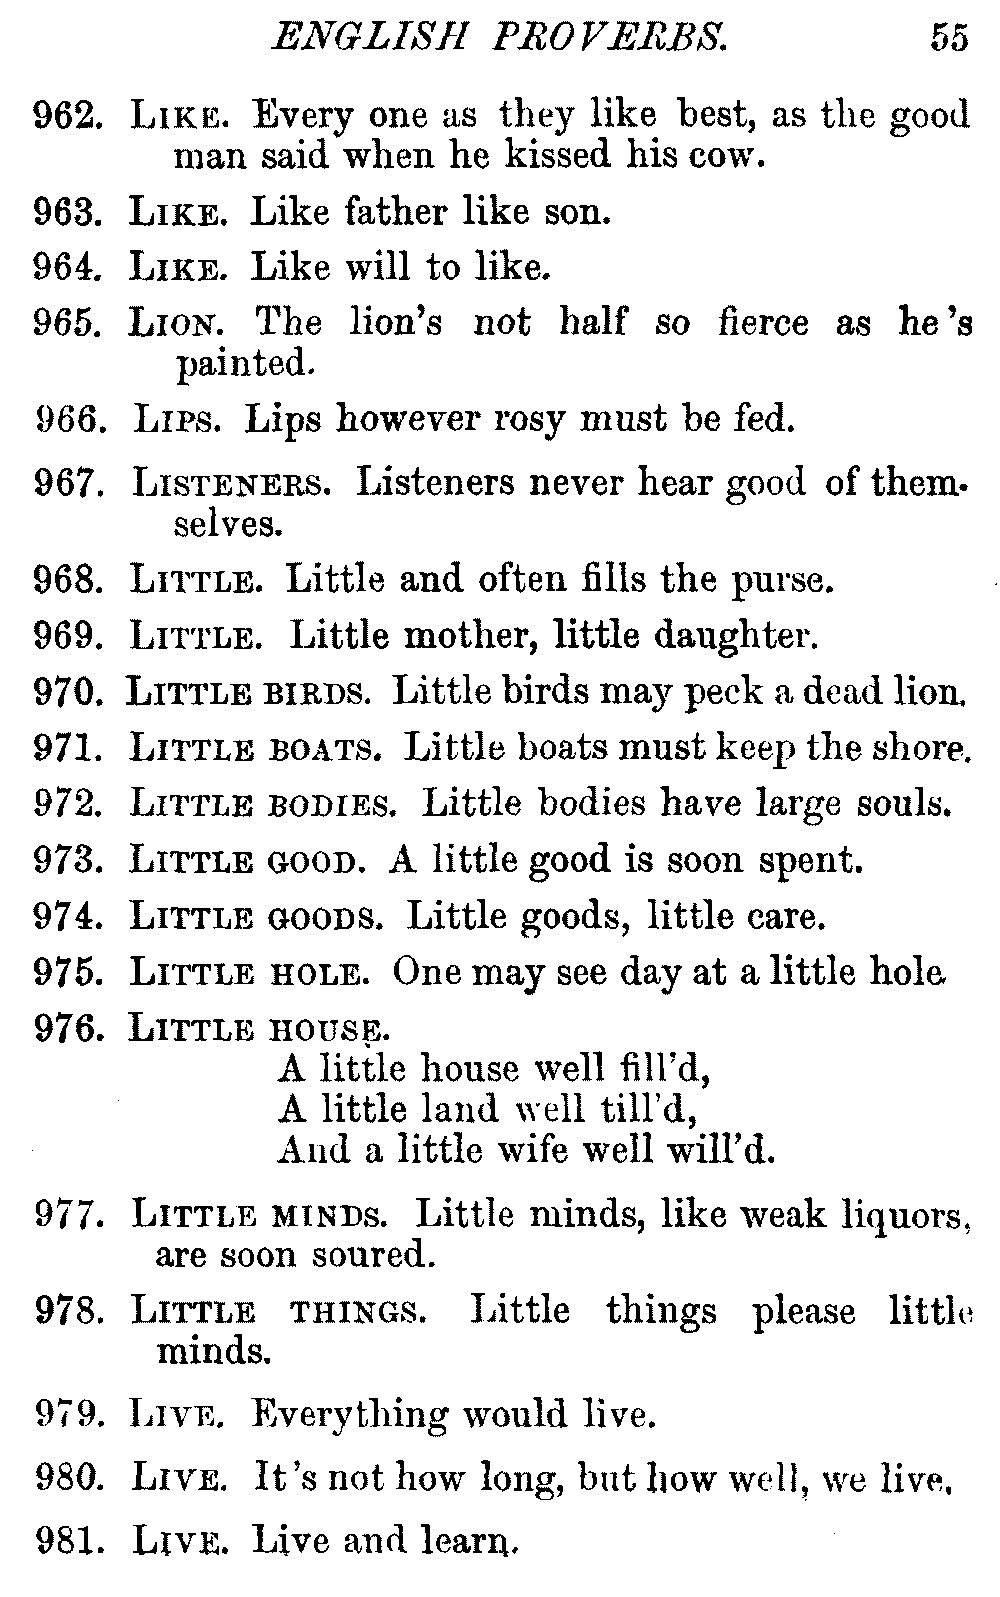 ENGLISH PROVERBS. 55
962. LIKE. Every one as they like best, as the good
man said when he kissed his cow.
963. LIKE. Like father like son.
964. LIKE. Like will to like.
965. LION. The lion's not half so fierce as he's
painted.
966. LIPS. Lips however rosy must be fed.
967. LISTENERS. Listeners never hear good of them-
selves.
968. LITTLE. Little and often fills the purse.
969. LITTLE. Little mother, little daughter.
970. LITTLE BIRDS. Little birds may peck a dead lion.
971. LITTLE BOATS. Little boats must keep the shore.
972. LITTLE BODIES. Little bodies have large souls.
973. LITTLE GOOD. A little good is soon spent.
974. LITTLE GOODS. Little goods, little care.
975. LITTLE HOLE. One may see day at a little hole
976. LITTLE HOUSE.
A little house well fill'd,
A little land well till'd,
And a little wife well will'd.
977. LITTLE MINDS. Little minds, like weak liquors,
are soon soured.
978. LITTLE THINGS. Little things please little
minds.
979. LIVE. Everything would live.
980. LIVE. It's not how long, but how well, we live.
981. LIVE. Live and learn.